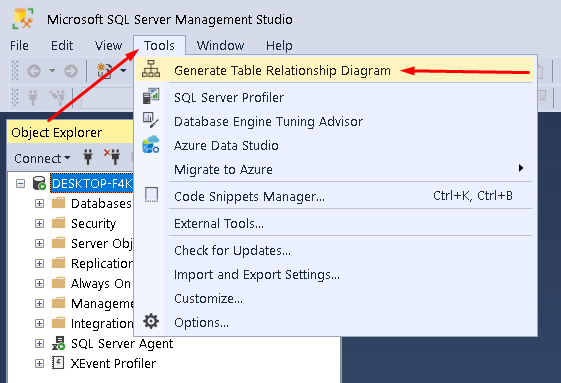 Microsoft SQL Server Management Studio
File Edit View Tools Window Help
Generate Table Relationship Diagram
SQL Server Profiler
Database Engine Tuning Advisor
Azure Data Studio
Migrate to Azure
Code Snippets Manager... Ctrl+K, Ctrl+B
External Tools...
Check for Updates...
Import and Export Settings...
Customize...
Options...
Object Explorer
Connect
DESKTOP-F4K
Databases
Security
Server Obj
Replication
Always On
Manageme
Integration
SQL Server Agent
XEvent Profiler